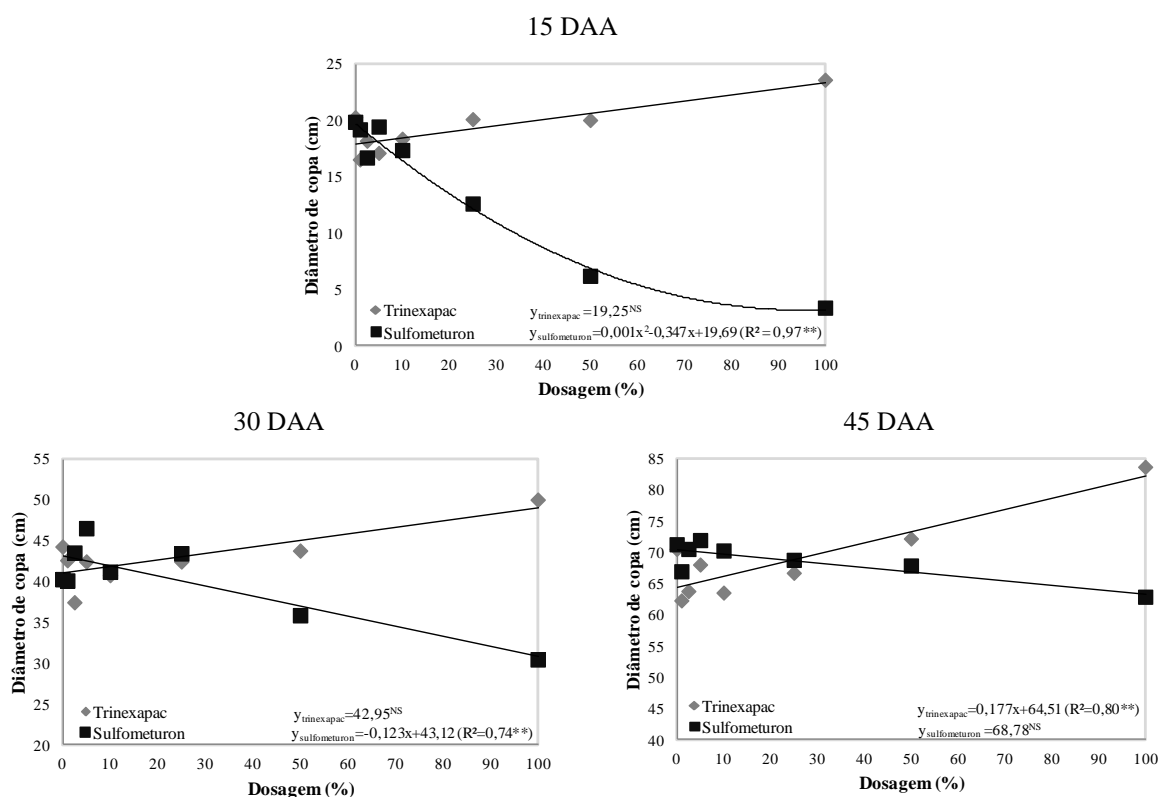 15 DAA
Diâmetro de copa (cm)
25
20
15
10
5
0
Trinexapac
Sulfometuron
y_trinexapac =19,25^NS
y_sulfometuron=0,001x²-0,347x+19,69 (R² = 0,97**)
0 10 20 30 40 50 60 70 80 90 100
Dosagem (%)
30 DAA
Diâmetro de copa (cm)
55
50
45
40
35
30
25
20
Trinexapac
Sulfometuron
y_trinexapac=42,95^NS
y_sulfometuron=-0,123x+43,12 (R²=0,74**)
0 10 20 30 40 50 60 70 80 90 100
Dosagem (%)
45 DAA
Diâmetro de copa (cm)
85
80
75
70
65
60
55
50
45
40
Trinexapac
Sulfometuron
y_trinexapac=0,177x+64,51 (R²=0,80**)
y_sulfometuron =68,78^NS
0 10 20 30 40 50 60 70 80 90 100
Dosagem (%)